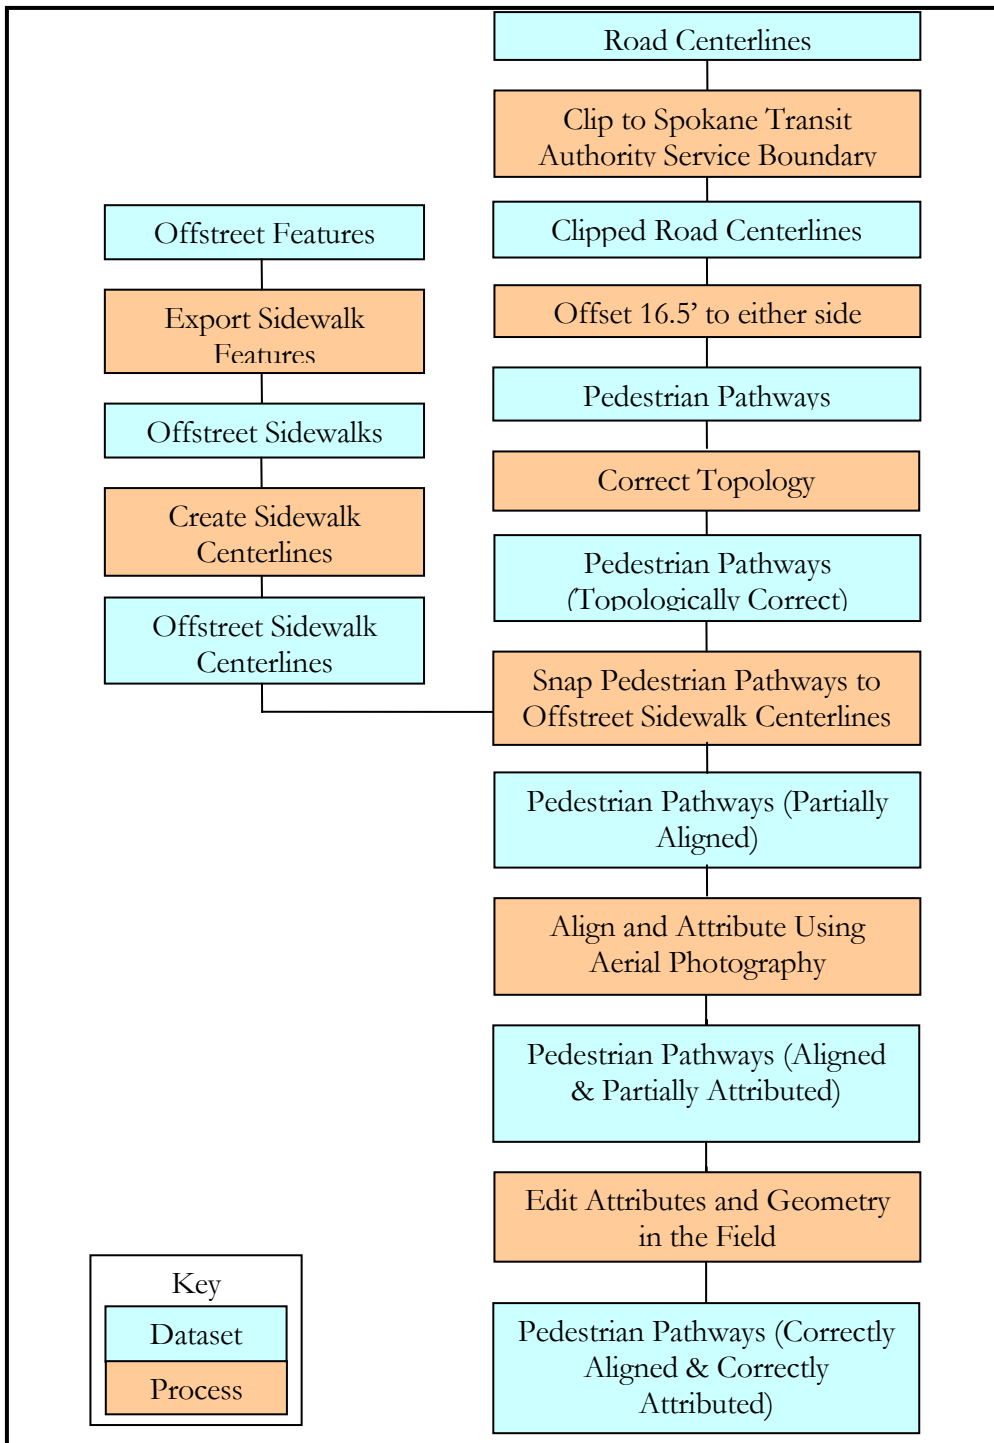 Road Centerlines
Clip to Spokane Transit
Authority Service Boundary
Clipped Road Centerlines
Offset 16.5’ to either side
Pedestrian Pathways
Correct Topology
Pedestrian Pathways
(Topologically Correct)
Offstreet Features
Export Sidewalk
Features
Offstreet Sidewalks
Create Sidewalk
Centerlines
Offstreet Sidewalk
Centerlines
Snap Pedestrian Pathways to
Offstreet Sidewalk Centerlines
Pedestrian Pathways (Partially
Aligned)
Align and Attribute Using
Aerial Photography
Pedestrian Pathways (Aligned
& Partially Attributed)
Edit Attributes and Geometry
in the Field
Pedestrian Pathways (Correctly
Aligned & Correctly
Attributed)
Key
Dataset
Process